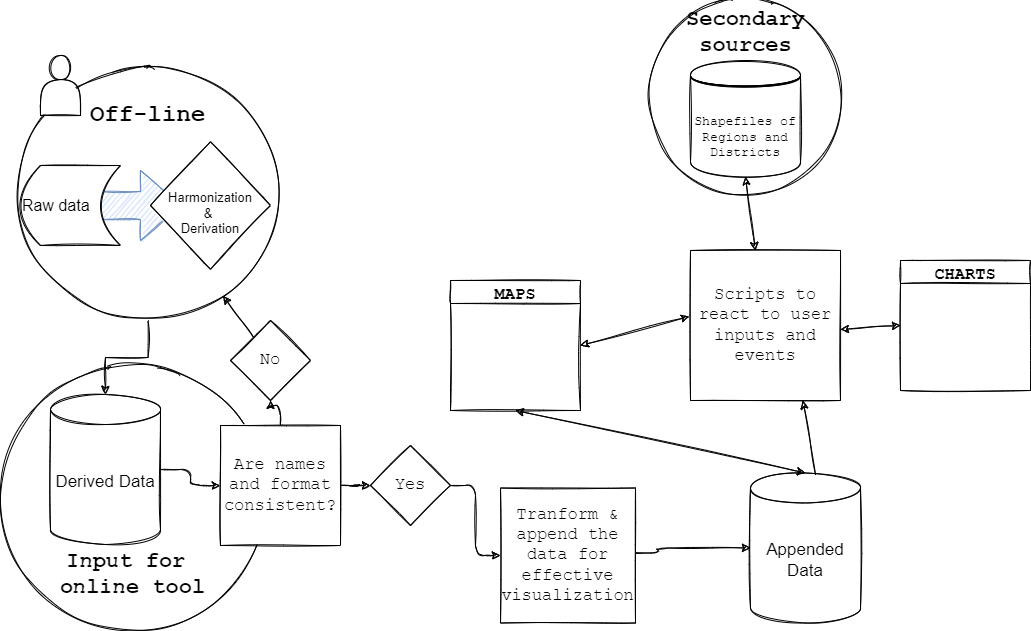 Secondary
sources
Shapefiles of
Regions and
Districts
Off-line
Raw data
Harmonization
&
Derivation
MAPS
Scripts to
react to user
inputs and
events
CHARTS
No
Derived Data
Are names
and format
consistent?
Yes
Input for
online tool
Tranform &
append the
data for
effective
visualization
Appended
Data